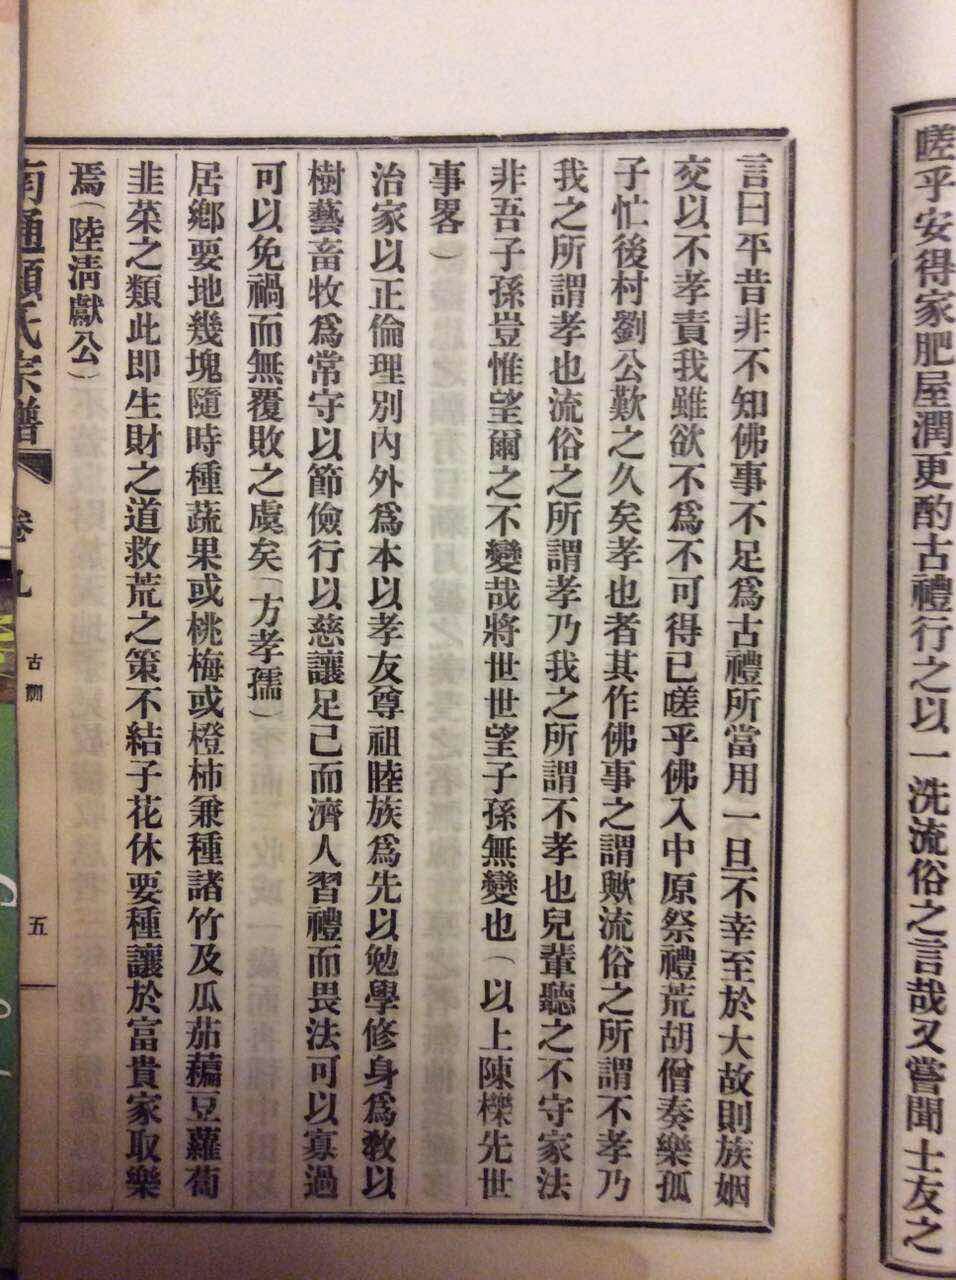 嗟乎安得家肥屋潤更酌古禮行之以一洗流俗之言哉又嘗聞士友之
言曰平昔非不知佛事不足爲古禮所當用一旦不幸至於大故則族姻
交以不孝責我雖欲不爲不可得已嗟乎佛入中原祭禮荒胡僧奏樂孤
子忙後村劉公歎之久矣孝也者其作佛事之謂歟流俗之所謂不孝乃
我之所謂孝也流俗之所謂孝乃我之所謂不孝也兒輩聽之不守家法
非吾子孫豈惟望爾之不變哉將世世望子孫無變也（以上陳櫟先世
事畧）
治家以正倫理別內外爲本以孝友尊祖睦族爲先以勉學修身爲教以
樹藝畜牧爲常守以節儉行以慈讓足己而濟人習禮而畏法可以寡過
可以免禍而無覆敗之虞矣（方孝孺）
居鄉要地幾塊隨時種蔬果或桃梅或橙柿兼種諸竹及瓜茄稨豆蘿蔔
韭菜之類此即生財之道救荒之策不結子花休要種讓於富貴家取樂
焉（陸清獻公）
南通顧氏宗譜 卷九 古測 五